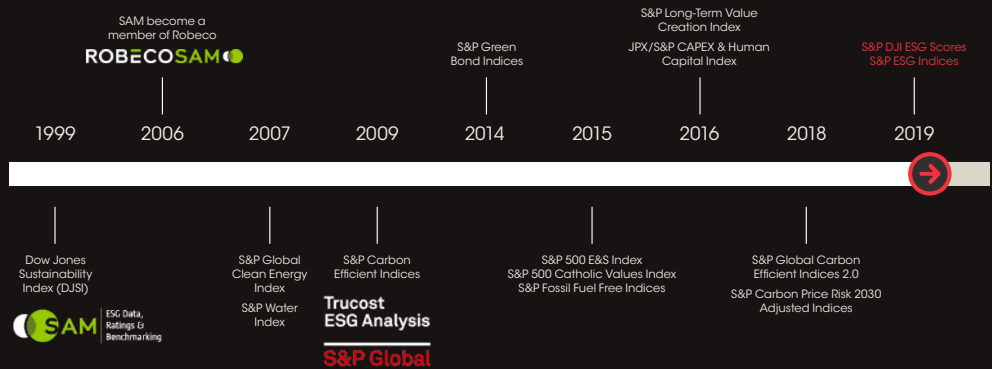 SAM become a
member of Robeco
ROBECOSAM
S&P Green
Bond Indices
S&P Long-Term Value
Creation Index
JPX/S&P CAPEX & Human
Capital Index
S&P DJI ESG Scores
S&P ESG Indices
1999
2006
2007
2009
2014
2015
2016
2018
2019
Dow Jones
Sustainability
Index (DJSI)
SAM
ESG Data,
Ratings &
Benchmarking
S&P Global
Clean Energy
Index
S&P Water
Index
S&P Carbon
Efficient Indices
Trucost
ESG Analysis
S&P Global
S&P 500 E&S Index
S&P 500 Catholic Values Index
S&P Fossil Fuel Free Indices
S&P Global Carbon
Efficient Indices 2.0
S&P Carbon Price Risk 2030
Adjusted Indices